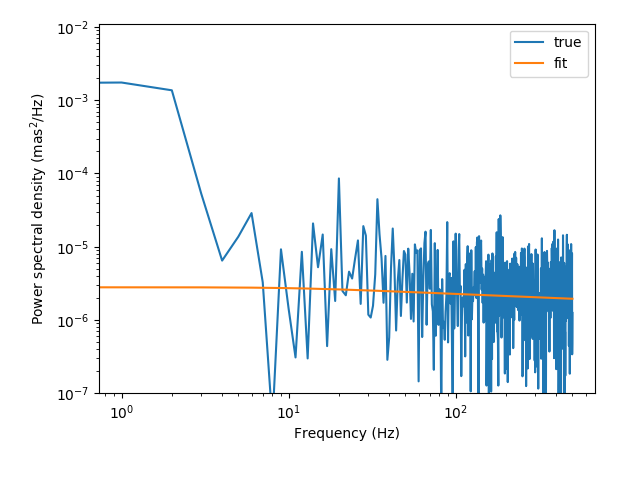 10⁻²
10⁻³
10⁻⁴
10⁻⁵
10⁻⁶
10⁻⁷
Power spectral density (mas²/Hz)
10⁰
10¹
10²
Frequency (Hz)
true
fit